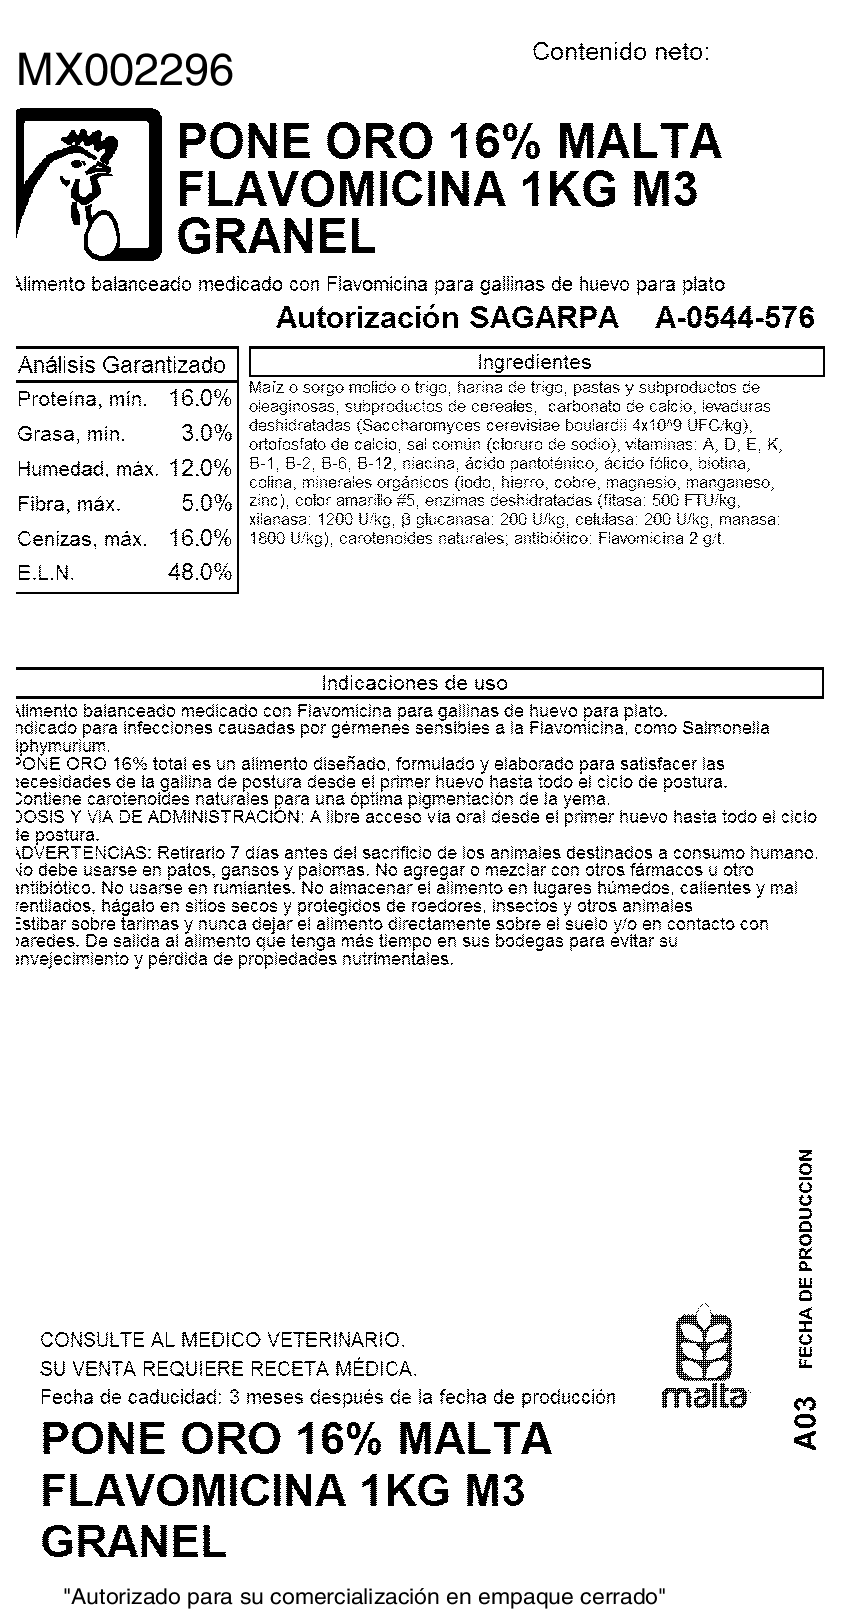 MX002296
Contenido neto:
PONE ORO 16% MALTA
FLAVOMICINA 1KG M3
GRANEL
Alimento balanceado medicado con Flavomicina para gallinas de huevo para plato
Autorización SAGARPA A-0544-576
Análisis Garantizado
Proteína, mín. 16.0%
Grasa, mín. 3.0%
Humedad, máx. 12.0%
Fibra, máx. 5.0%
Cenizas, máx. 16.0%
E.L.N. 48.0%
Ingredientes
Maíz o sorgo molido o trigo, harina de trigo, pastas y subproductos de
oleaginosas, subproductos de cereales, carbonato de calcio, levaduras
deshidratadas (Saccharomyces cerevisiae boulardii 4x10^9 UFC/kg),
ortofosfato de calcio, sal común (cloruro de sodio), vitaminas: A, D, E, K,
B-1, B-2, B-6, B-12, niacina, ácido pantoténico, ácido fólico, biotina,
colina, minerales orgánicos (iodo, hierro, cobre, magnesio, manganeso,
zinc), color amarillo #5, enzimas deshidratadas (fitasa: 500 FTU/kg,
xilanasa: 1200 U/kg, β glucanasa: 200 U/kg, celulasa: 200 U/kg, manasa:
1800 U/kg), carotenoides naturales; antibiótico: Flavomicina 2 g/t.
Indicaciones de uso
Alimento balanceado medicado con Flavomicina para gallinas de huevo para plato.
ndicado para infecciones causadas por gérmenes sensibles a la Flavomicina, como Salmonella
iphymurium.
PONE ORO 16% total es un alimento diseñado, formulado y elaborado para satisfacer las
necesidades de la gallina de postura desde el primer huevo hasta todo el ciclo de postura.
Contiene carotenoides naturales para una óptima pigmentación de la yema.
DOSIS Y VIA DE ADMINISTRACIÓN: A libre acceso vía oral desde el primer huevo hasta todo el ciclo
de postura.
ADVERTENCIAS: Retirarlo 7 días antes del sacrificio de los animales destinados a consumo humano.
No debe usarse en patos, gansos y palomas. No agregar o mezclar con otros fármacos u otro
antibiótico. No usarse en rumiantes. No almacenar el alimento en lugares húmedos, calientes y mal
ventilados, hágalo en sitios secos y protegidos de roedores, insectos y otros animales
Estibar sobre tarimas y nunca dejar el alimento directamente sobre el suelo y/o en contacto con
paredes. De salida al alimento que tenga más tiempo en sus bodegas para evitar su
envejecimiento y pérdida de propiedades nutrimentales.
A03 FECHA DE PRODUCCION
CONSULTE AL MEDICO VETERINARIO.
SU VENTA REQUIERE RECETA MÉDICA.
Fecha de caducidad: 3 meses después de la fecha de producción
malta
PONE ORO 16% MALTA
FLAVOMICINA 1KG M3
GRANEL
"Autorizado para su comercialización en empaque cerrado"